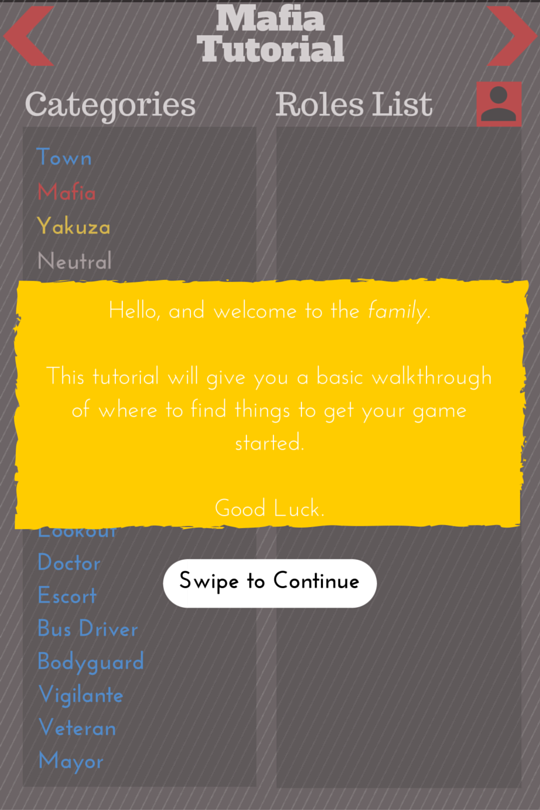 Mafia
Tutorial
Categories
Roles List
Town
Mafia
Yakuza
Neutral
Hello, and welcome to the family.
This tutorial will give you a basic walkthrough
of where to find things to get your game
started.
Good Luck.
Lookout
Doctor
Escort
Swipe to Continue
Bus Driver
Bodyguard
Vigilante
Veteran
Mayor